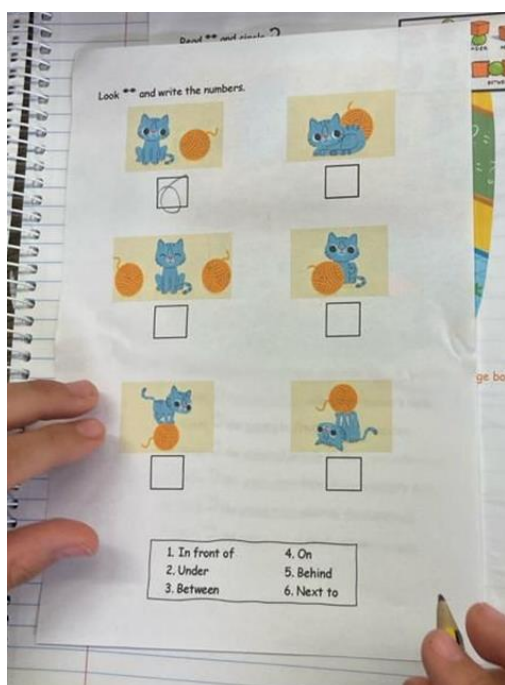 Look ** and write the numbers.
6
1. In front of
2. Under
3. Between
4. On
5. Behind
6. Next to